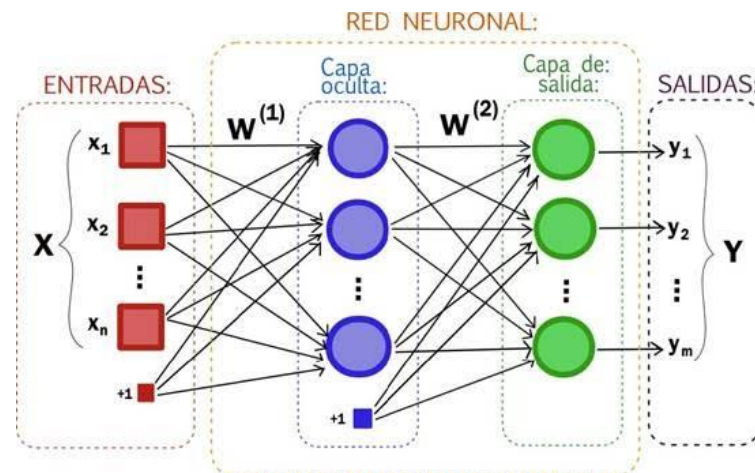 RED NEURONAL:
ENTRADAS:
Capa
oculta:
Capa de
salida:
SALIDAS:
W(1)
W(2)
X
x1
x2
⋮
xn
+1
⋮
+1
⋮
y1
y2
⋮
ym
Y